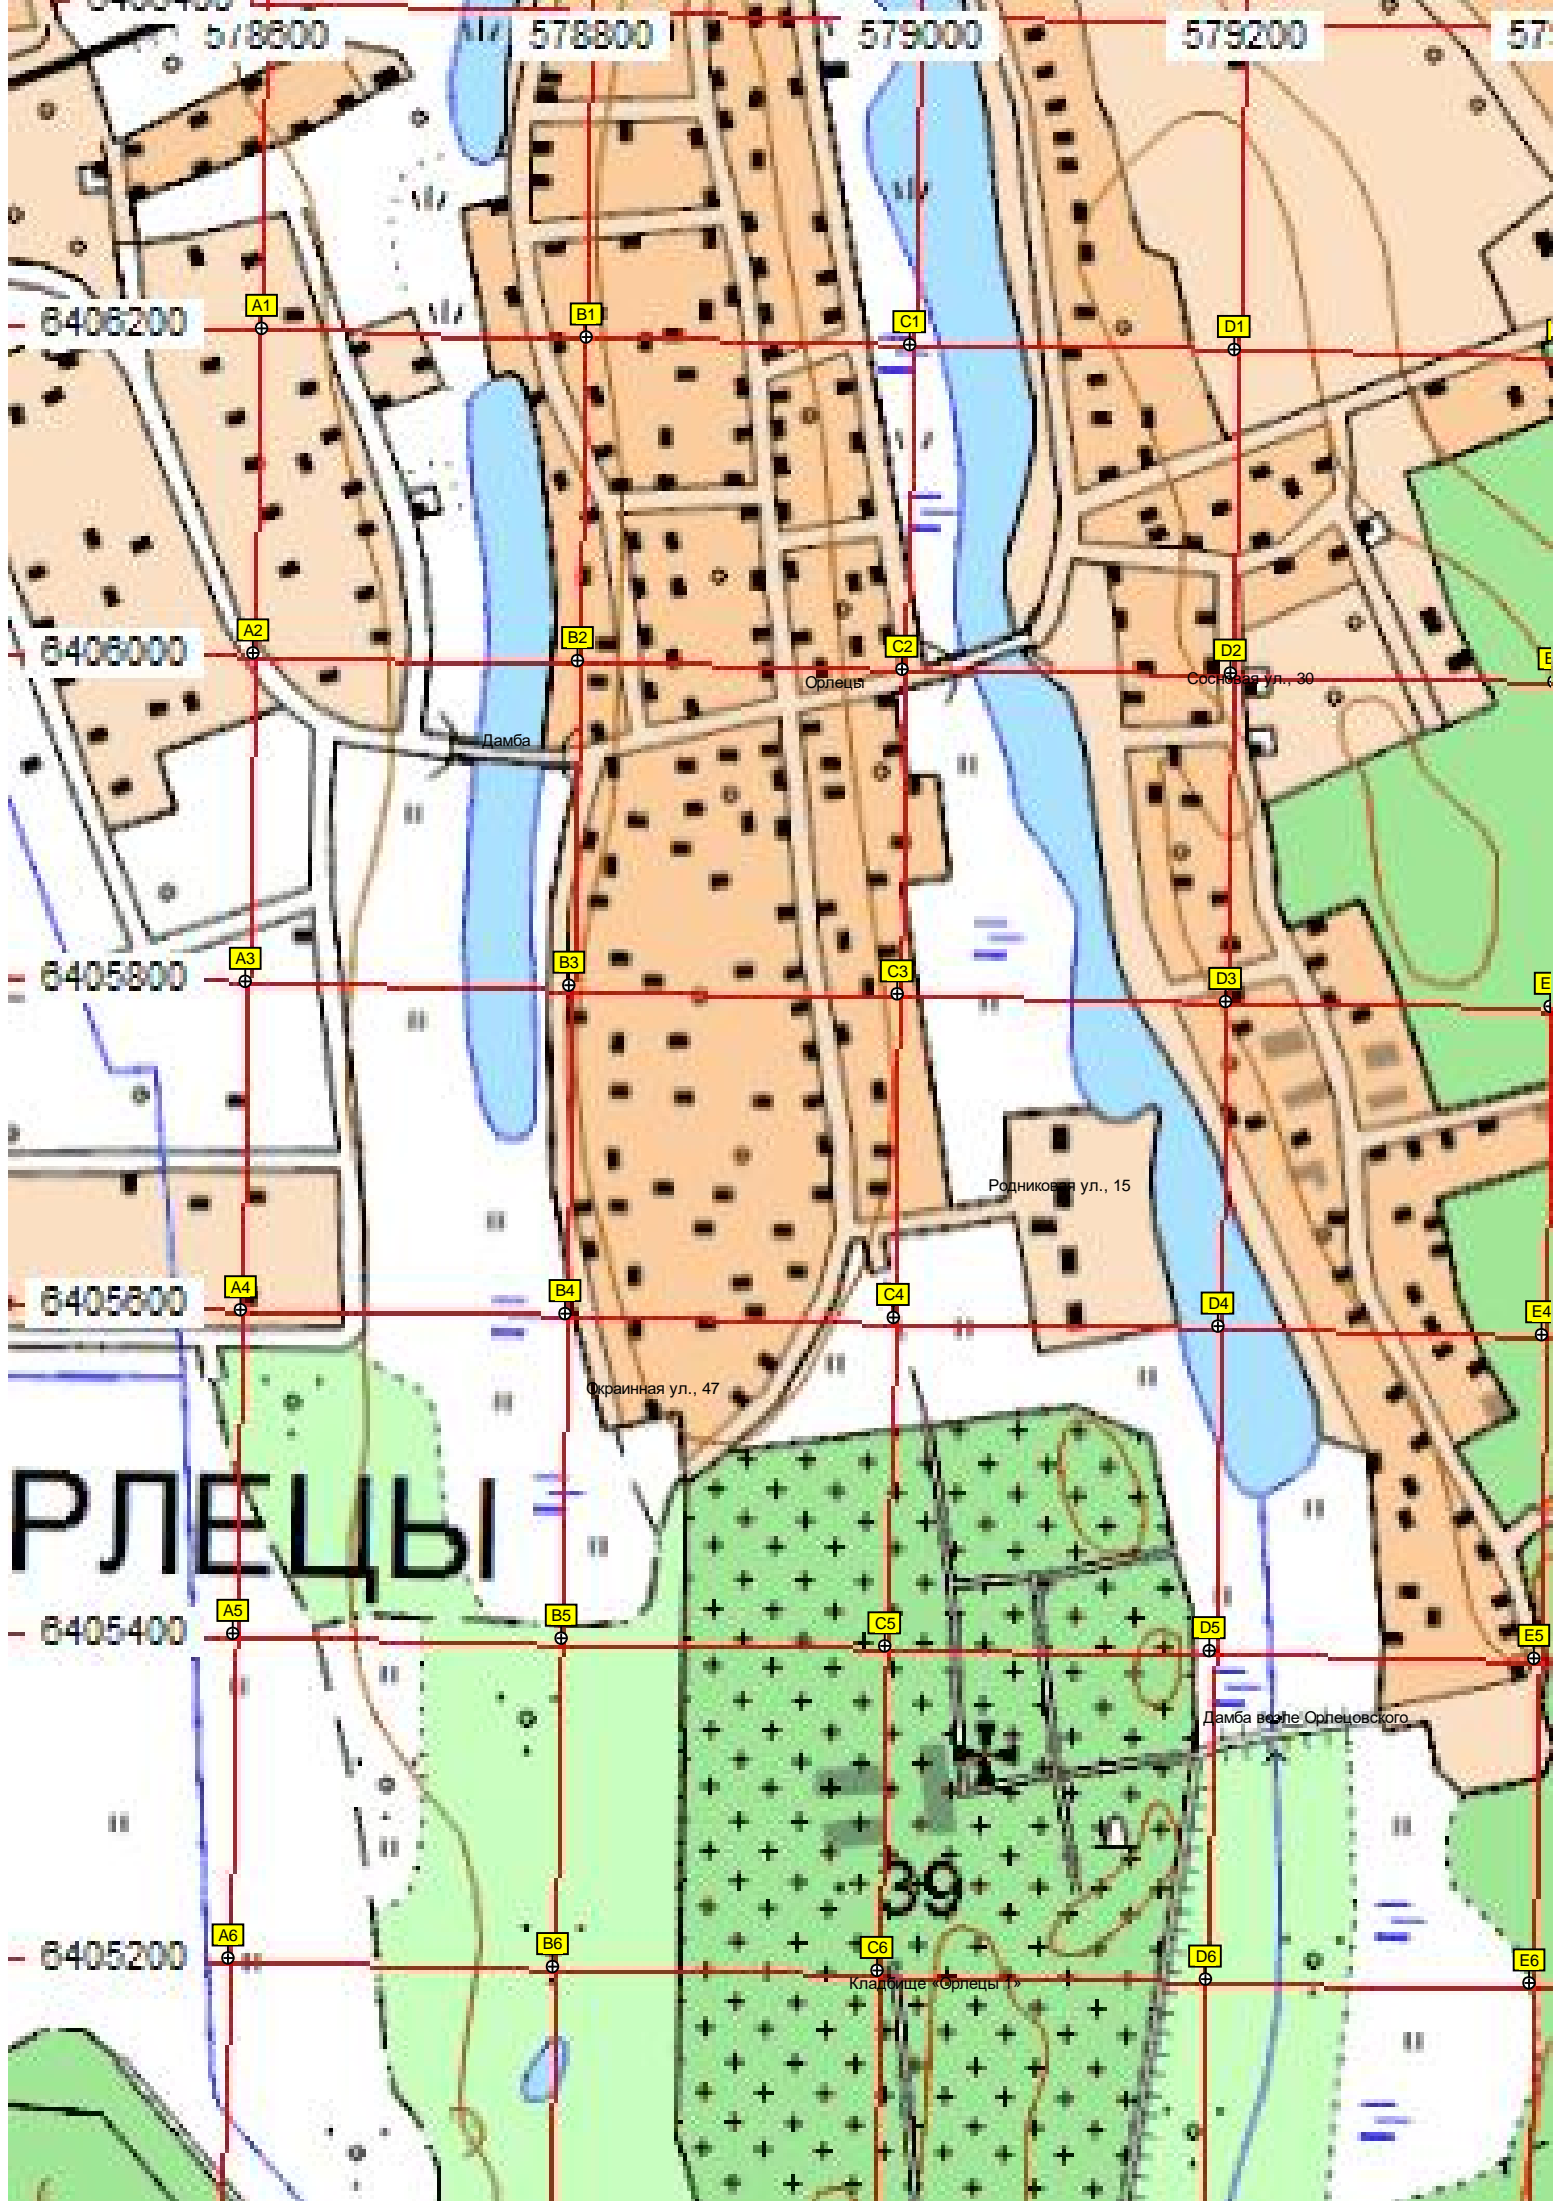 578600 578800 579000 579200
A1 B1 C1 D1
6406200
A2 B2 C2 D2
6406000
Орлецы
Сосновая ул., 30
Дамба
A3 B3 C3 D3
6405800
Родниковая ул., 15
A4 B4 C4 D4 E4
6405600
Окраинная ул., 47
РЛЕЦЫ
A5 B5 C5 D5 E5
6405400
Дамба возле Орлецовского
39
A6 B6 C6 D6 E6
6405200
Кладбище «Орлецы 1»